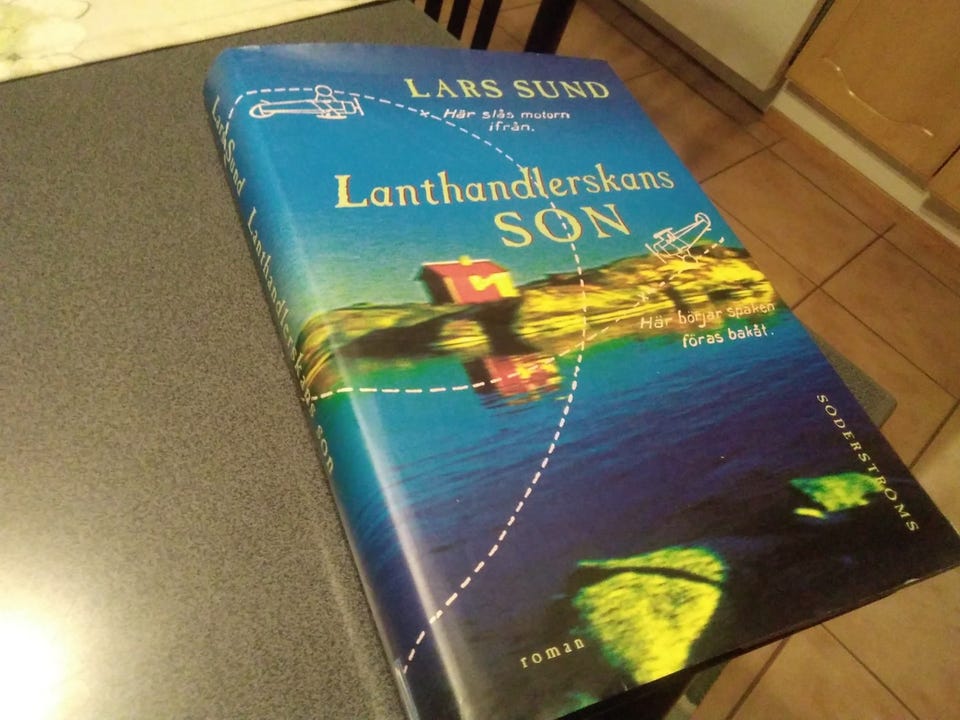 LARS SUND
Här slås motorn
ifrån.
Lanthandlerskans
SON
Här börjar spaken
föras bakåt.
SÖDERSTRÖMS
roman
Lars Sund
Lanthandlerskans son